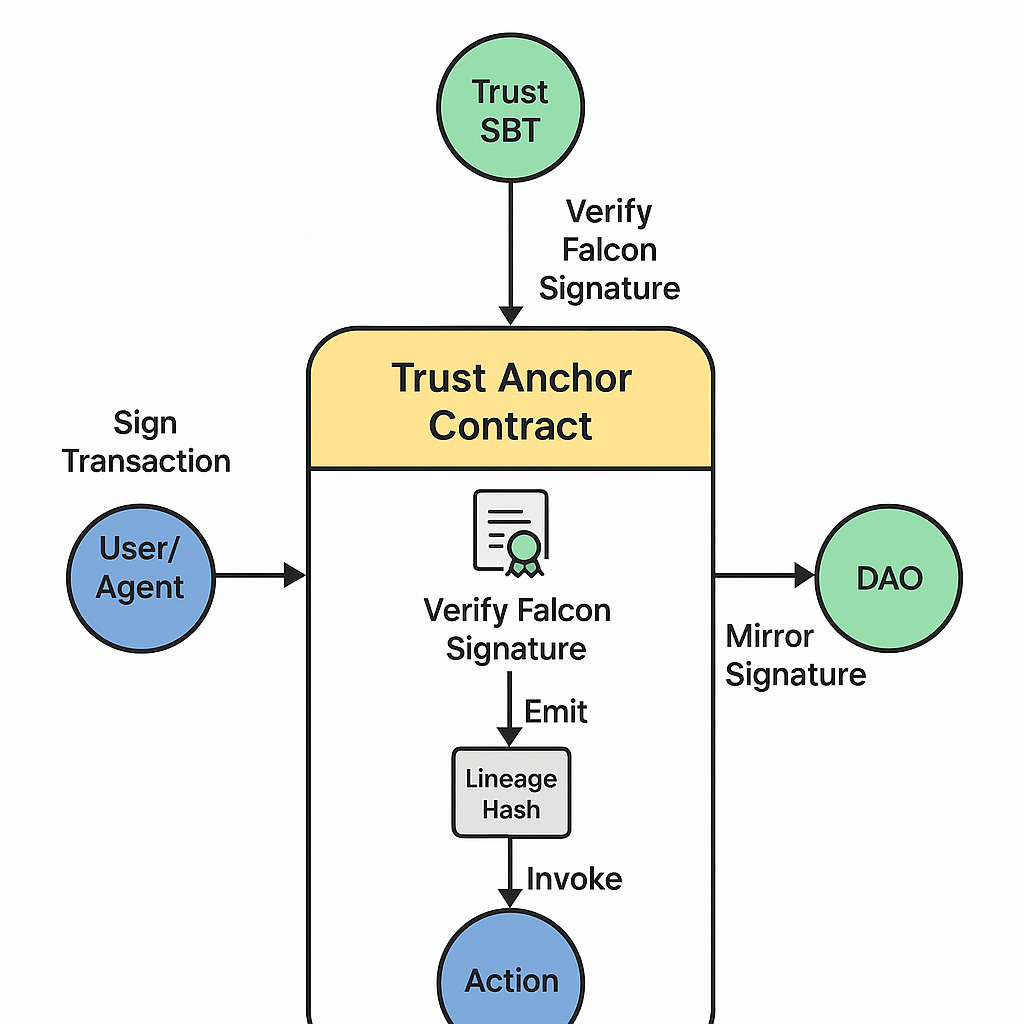 Trust
SBT
Verify
Falcon
Signature
Trust Anchor
Contract
Sign
Transaction
User/
Agent
Verify Falcon
Signature
DAO
Mirror
Signature
Emit
Lineage
Hash
Invoke
Action